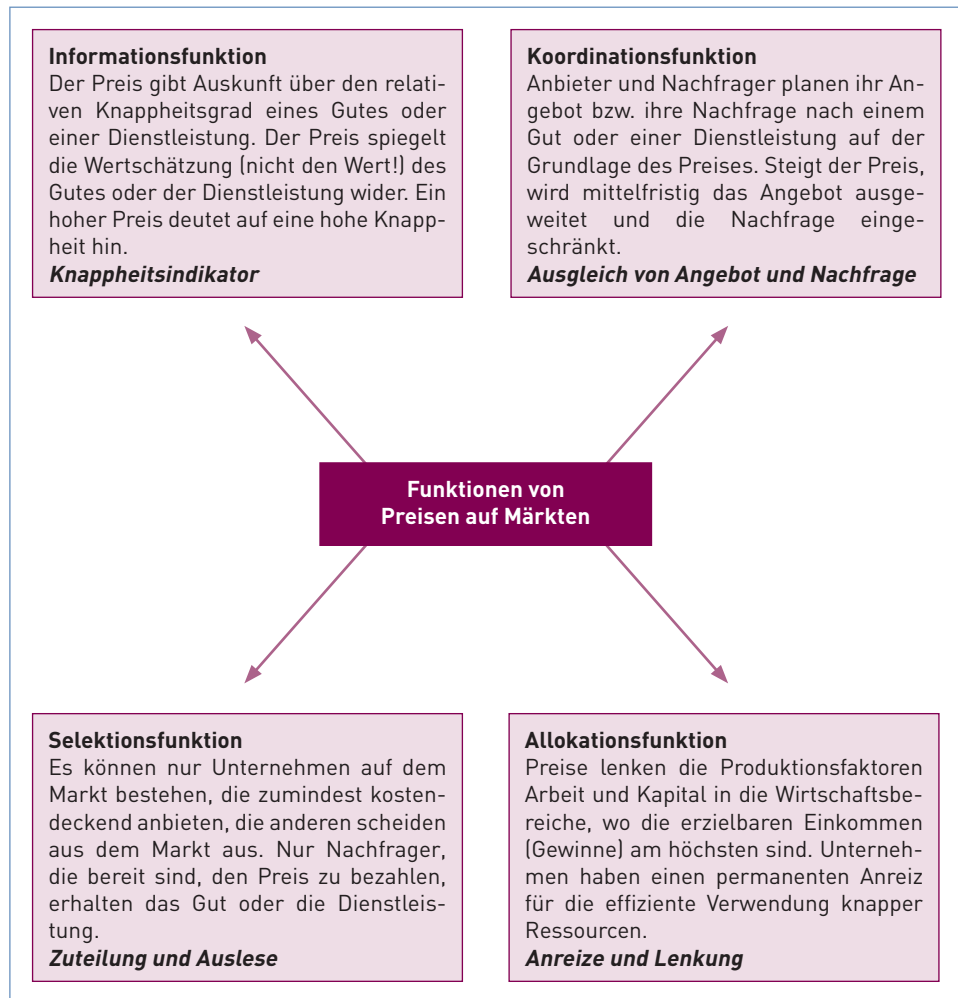 Informationsfunktion
Der Preis gibt Auskunft über den relati-
ven Knappheitsgrad eines Gutes oder
einer Dienstleistung. Der Preis spiegelt
die Wertschätzung (nicht den Wert!) des
Gutes oder der Dienstleistung wider. Ein
hoher Preis deutet auf eine hohe Knapp-
heit hin.
Knappheitsindikator
Koordinationsfunktion
Anbieter und Nachfrager planen ihr An-
gebot bzw. ihre Nachfrage nach einem
Gut oder einer Dienstleistung auf der
Grundlage des Preises. Steigt der Preis,
wird mittelfristig das Angebot ausge-
weitet und die Nachfrage einge-
schränkt.
Ausgleich von Angebot und Nachfrage
Funktionen von
Preisen auf Märkten
Selektionsfunktion
Es können nur Unternehmen auf dem
Markt bestehen, die zumindest kosten-
deckend anbieten, die anderen scheiden
aus dem Markt aus. Nur Nachfrager,
die bereit sind, den Preis zu bezahlen,
erhalten das Gut oder die Dienstleis-
tung.
Zuteilung und Auslese
Allokationsfunktion
Preise lenken die Produktionsfaktoren
Arbeit und Kapital in die Wirtschaftsbe-
reiche, wo die erzielbaren Einkommen
(Gewinne) am höchsten sind. Unterneh-
men haben einen permanenten Anreiz
für die effiziente Verwendung knapper
Ressourcen.
Anreize und Lenkung